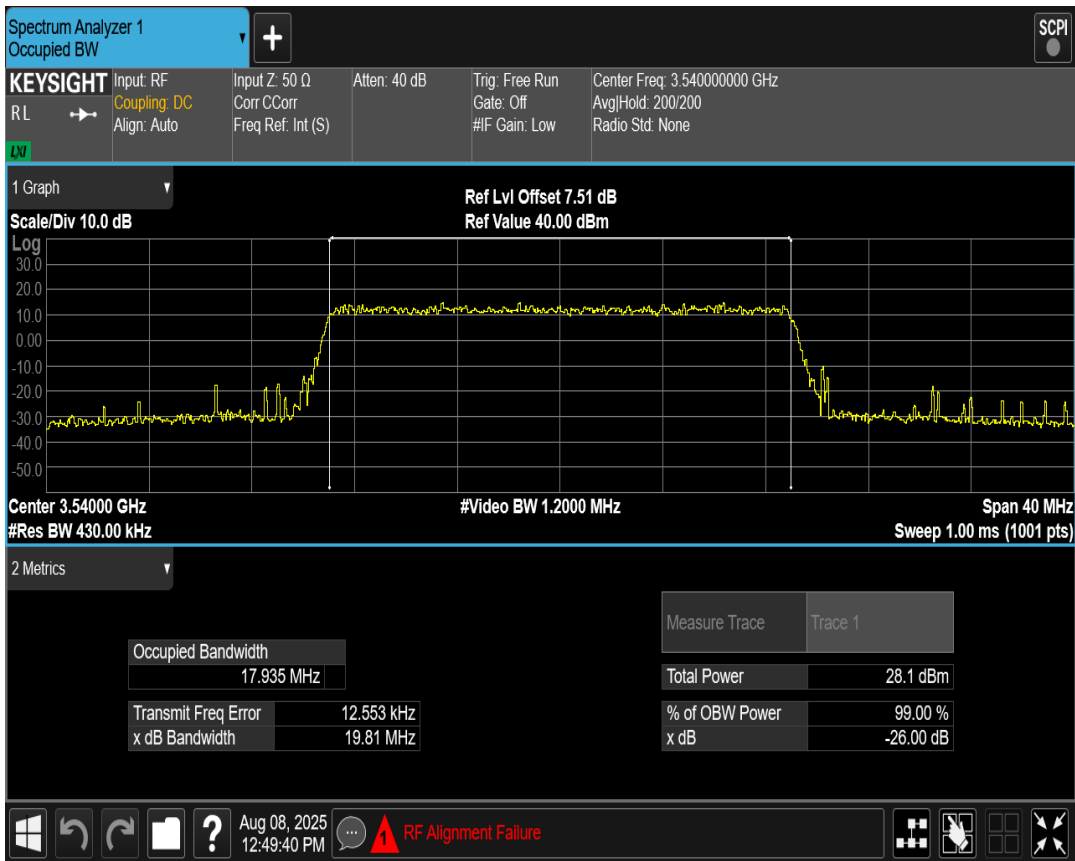 Spectrum Analyzer 1
Occupied BW
+
SCPI
KEYSIGHT
R L
LXI
Input: RF
Coupling: DC
Align: Auto
Input Z: 50 Ω
Corr CCorr
Freq Ref: Int (S)
Atten: 40 dB
Trig: Free Run
Gate: Off
#IF Gain: Low
Center Freq: 3.540000000 GHz
Avg|Hold: 200/200
Radio Std: None
1 Graph
Scale/Div 10.0 dB
Ref Lvl Offset 7.51 dB
Ref Value 40.00 dBm
Log
30.0
20.0
10.0
0.00
-10.0
-20.0
-30.0
-40.0
-50.0
Center 3.54000 GHz
#Video BW 1.2000 MHz
Span 40 MHz
#Res BW 430.00 kHz
Sweep 1.00 ms (1001 pts)
2 Metrics
Measure Trace Trace 1
Occupied Bandwidth
17.935 MHz
Total Power 28.1 dBm
Transmit Freq Error 12.553 kHz
% of OBW Power 99.00 %
x dB Bandwidth 19.81 MHz
x dB -26.00 dB
?
Aug 08, 2025
12:49:40 PM
1
RF Alignment Failure